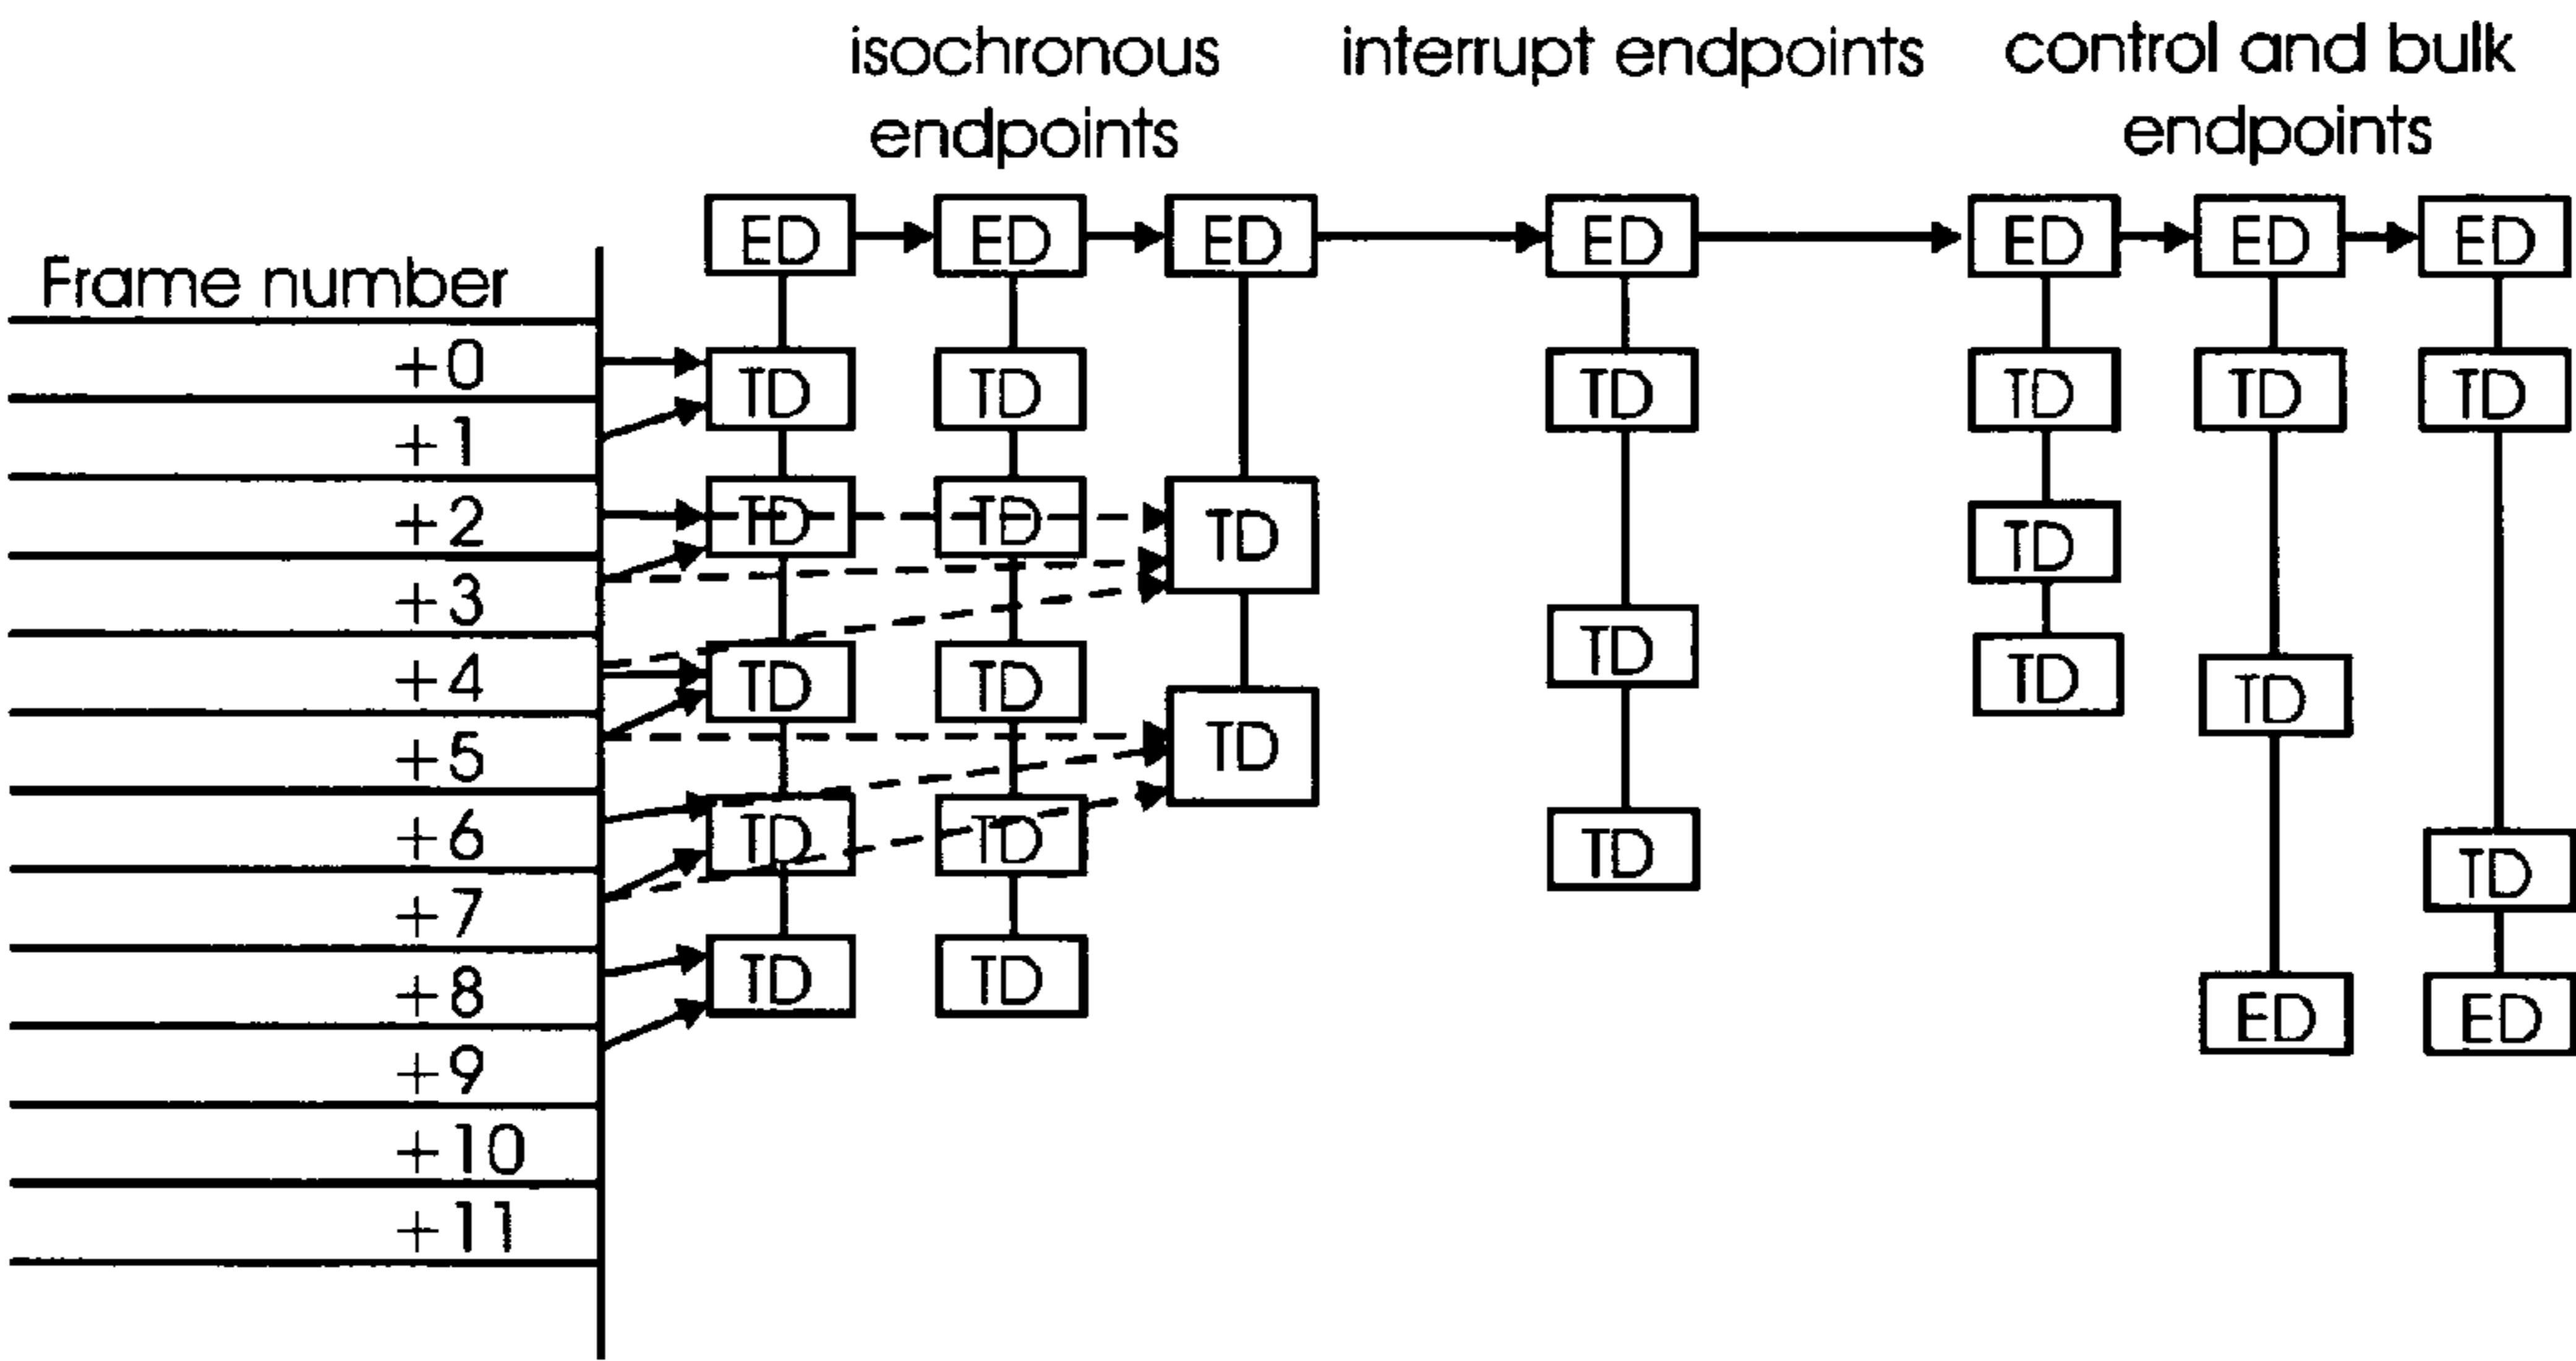 isochronous
endpoints
interrupt endpoints
control and bulk
endpoints
ED ED ED ED ED ED ED
Frame number
+0
TD TD TD TD TD TD
+1
+2
TD TD TD TD
+3
TD
+4
TD TD TD TD TD
+5
TD
+6
TD TD TD TD
+7
+8
TD TD ED ED
+9
+10
+11